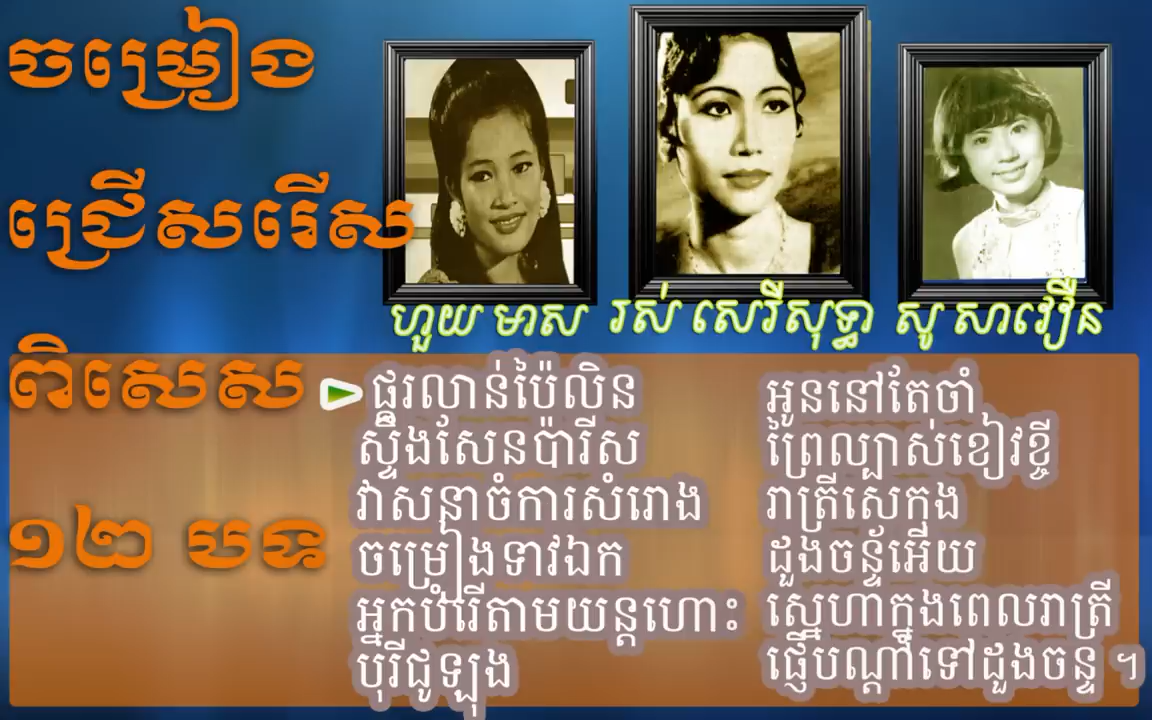 ចម្រៀង
ជ្រើសរើស
ពិសេស
១២ បទ
ហួយ មាស
រស់ សេរីសុទ្ធា
សូ សាវឿន
ផ្គរលាន់ប៉ៃលិន
ស្ទឹងសែនប៉ារីស
វាសនាចំការសំរោង
ចម្រៀងទាវឯក
អ្នកបំរើតាមយន្តហោះ
បុរីជូឡុង
អូននៅតែចាំ
ព្រៃល្បាស់ខៀវខ្ចី
រាត្រីសេកុង
ដួងចន្ទ័អើយ
ស្នេហាក្នុងពេលរាត្រី
ផ្ញើបណ្តាំទៅដួងចន្ទ ។